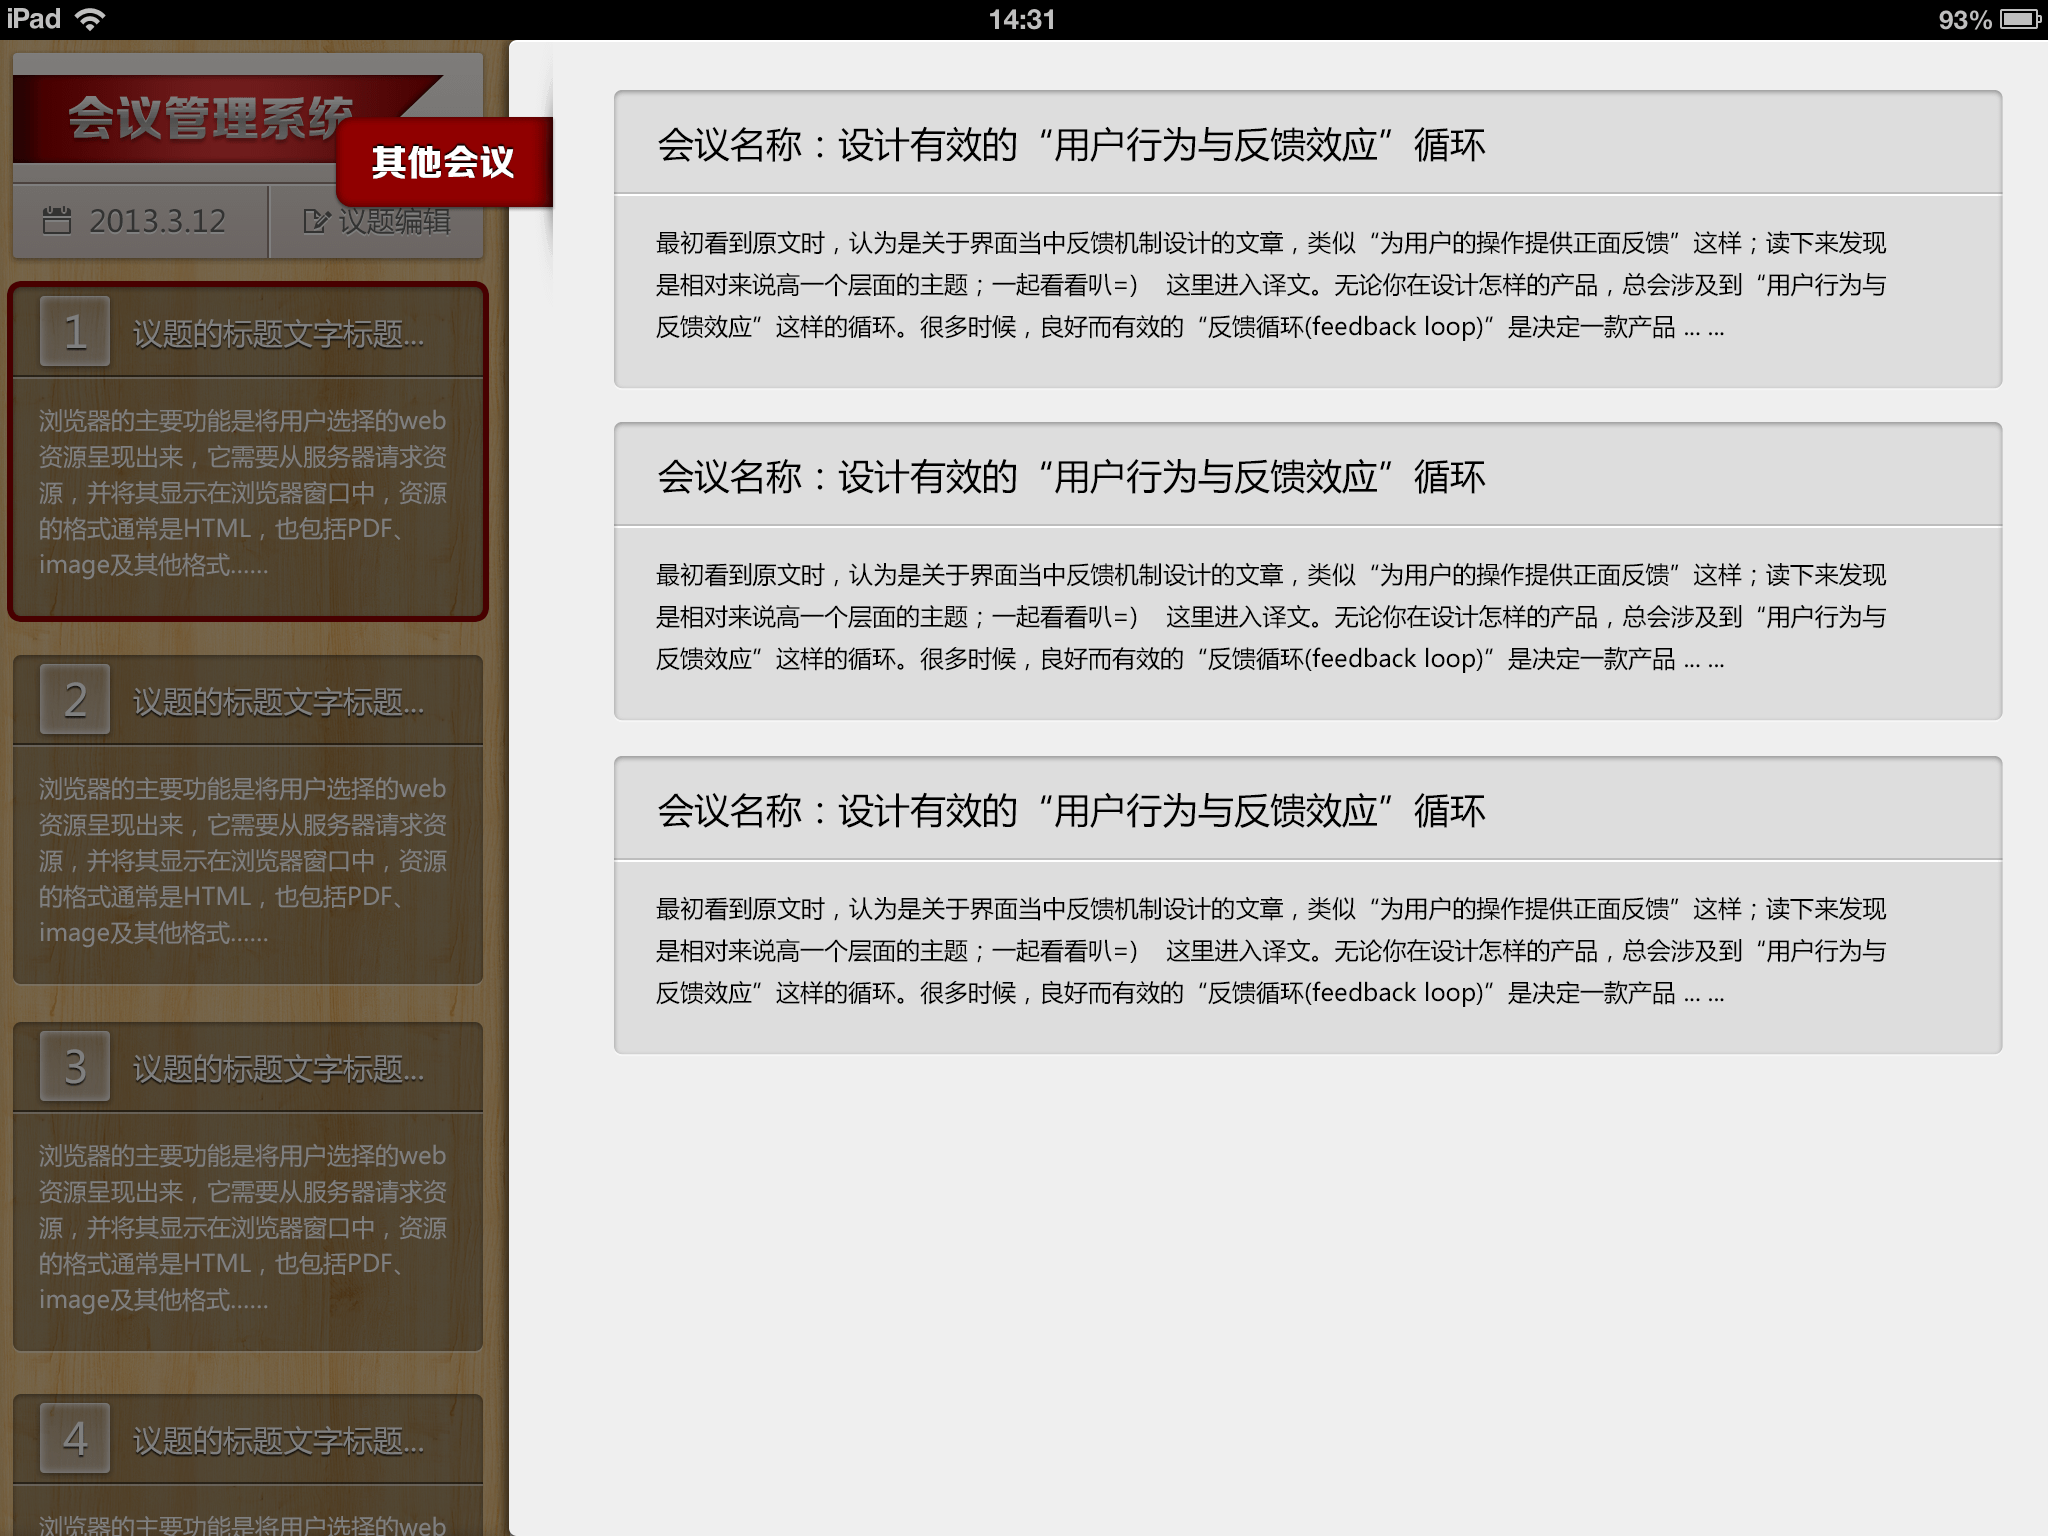 iPad
14:31
93%
会议管理系统
其他会议
2013.3.12
议题编辑
1
议题的标题文字标题...
浏览器的主要功能是将用户选择的web
资源呈现出来，它需要从服务器请求资
源，并将其显示在浏览器窗口中，资源
的格式通常是HTML，也包括PDF、
image及其他格式......
2
议题的标题文字标题...
浏览器的主要功能是将用户选择的web
资源呈现出来，它需要从服务器请求资
源，并将其显示在浏览器窗口中，资源
的格式通常是HTML，也包括PDF、
image及其他格式......
3
议题的标题文字标题...
浏览器的主要功能是将用户选择的web
资源呈现出来，它需要从服务器请求资
源，并将其显示在浏览器窗口中，资源
的格式通常是HTML，也包括PDF、
image及其他格式......
4
议题的标题文字标题...
浏览器的主要功能是将用户选择的web
会议名称：设计有效的“用户行为与反馈效应”循环
最初看到原文时，认为是关于界面当中反馈机制设计的文章，类似“为用户的操作提供正面反馈”这样；读下来发现
是相对来说高一个层面的主题；一起看看叭=)　这里进入译文。无论你在设计怎样的产品，总会涉及到“用户行为与
反馈效应”这样的循环。很多时候，良好而有效的“反馈循环(feedback loop)”是决定一款产品 ... ...
会议名称：设计有效的“用户行为与反馈效应”循环
最初看到原文时，认为是关于界面当中反馈机制设计的文章，类似“为用户的操作提供正面反馈”这样；读下来发现
是相对来说高一个层面的主题；一起看看叭=)　这里进入译文。无论你在设计怎样的产品，总会涉及到“用户行为与
反馈效应”这样的循环。很多时候，良好而有效的“反馈循环(feedback loop)”是决定一款产品 ... ...
会议名称：设计有效的“用户行为与反馈效应”循环
最初看到原文时，认为是关于界面当中反馈机制设计的文章，类似“为用户的操作提供正面反馈”这样；读下来发现
是相对来说高一个层面的主题；一起看看叭=)　这里进入译文。无论你在设计怎样的产品，总会涉及到“用户行为与
反馈效应”这样的循环。很多时候，良好而有效的“反馈循环(feedback loop)”是决定一款产品 ... ...